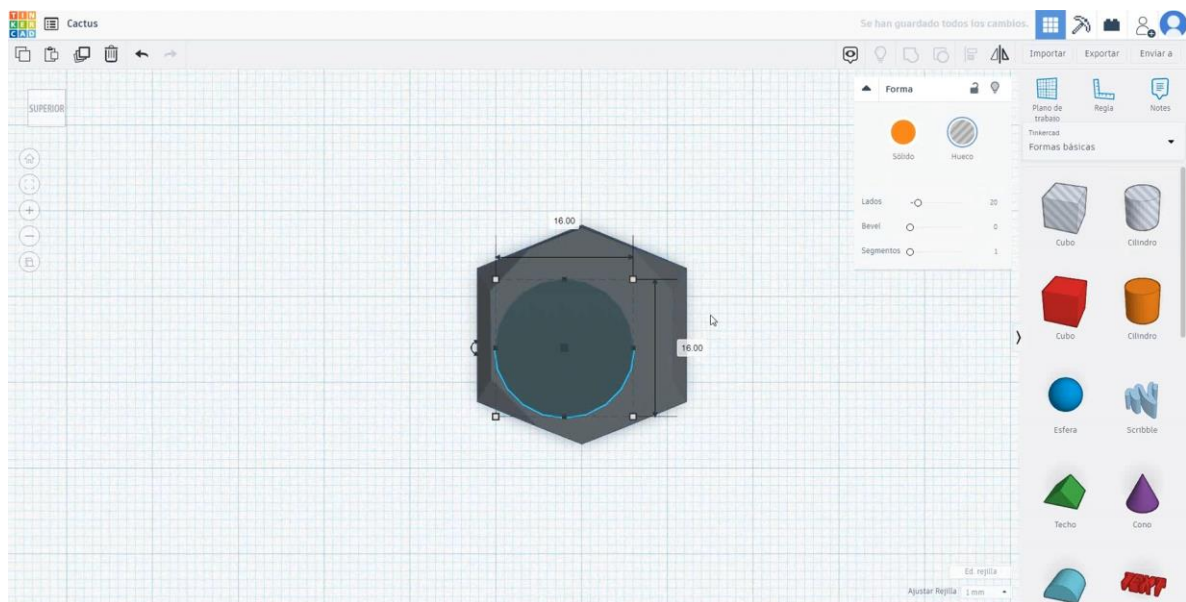 TIN
KER
CAD
Cactus
Se han guardado todos los cambios.
Importar
Exportar
Enviar a
SUPERIOR
Forma
Sólido
Hueco
Lados
20
Bevel
0
Segmentos
1
Plano de
trabajo
Regla
Notes
Tinkercad
Formas básicas
16.00
16.00
Cubo
Cilindro
Cubo
Cilindro
Esfera
Scribble
Techo
Cono
TEXT
Ed. rejilla
Ajustar Rejilla
1 mm